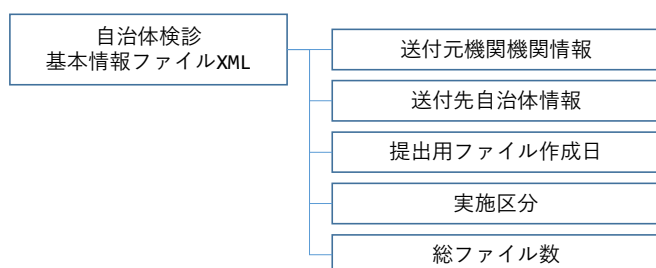 自治体検診
基本情報ファイルXML
送付元機関機関情報
送付先自治体情報
提出用ファイル作成日
実施区分
総ファイル数